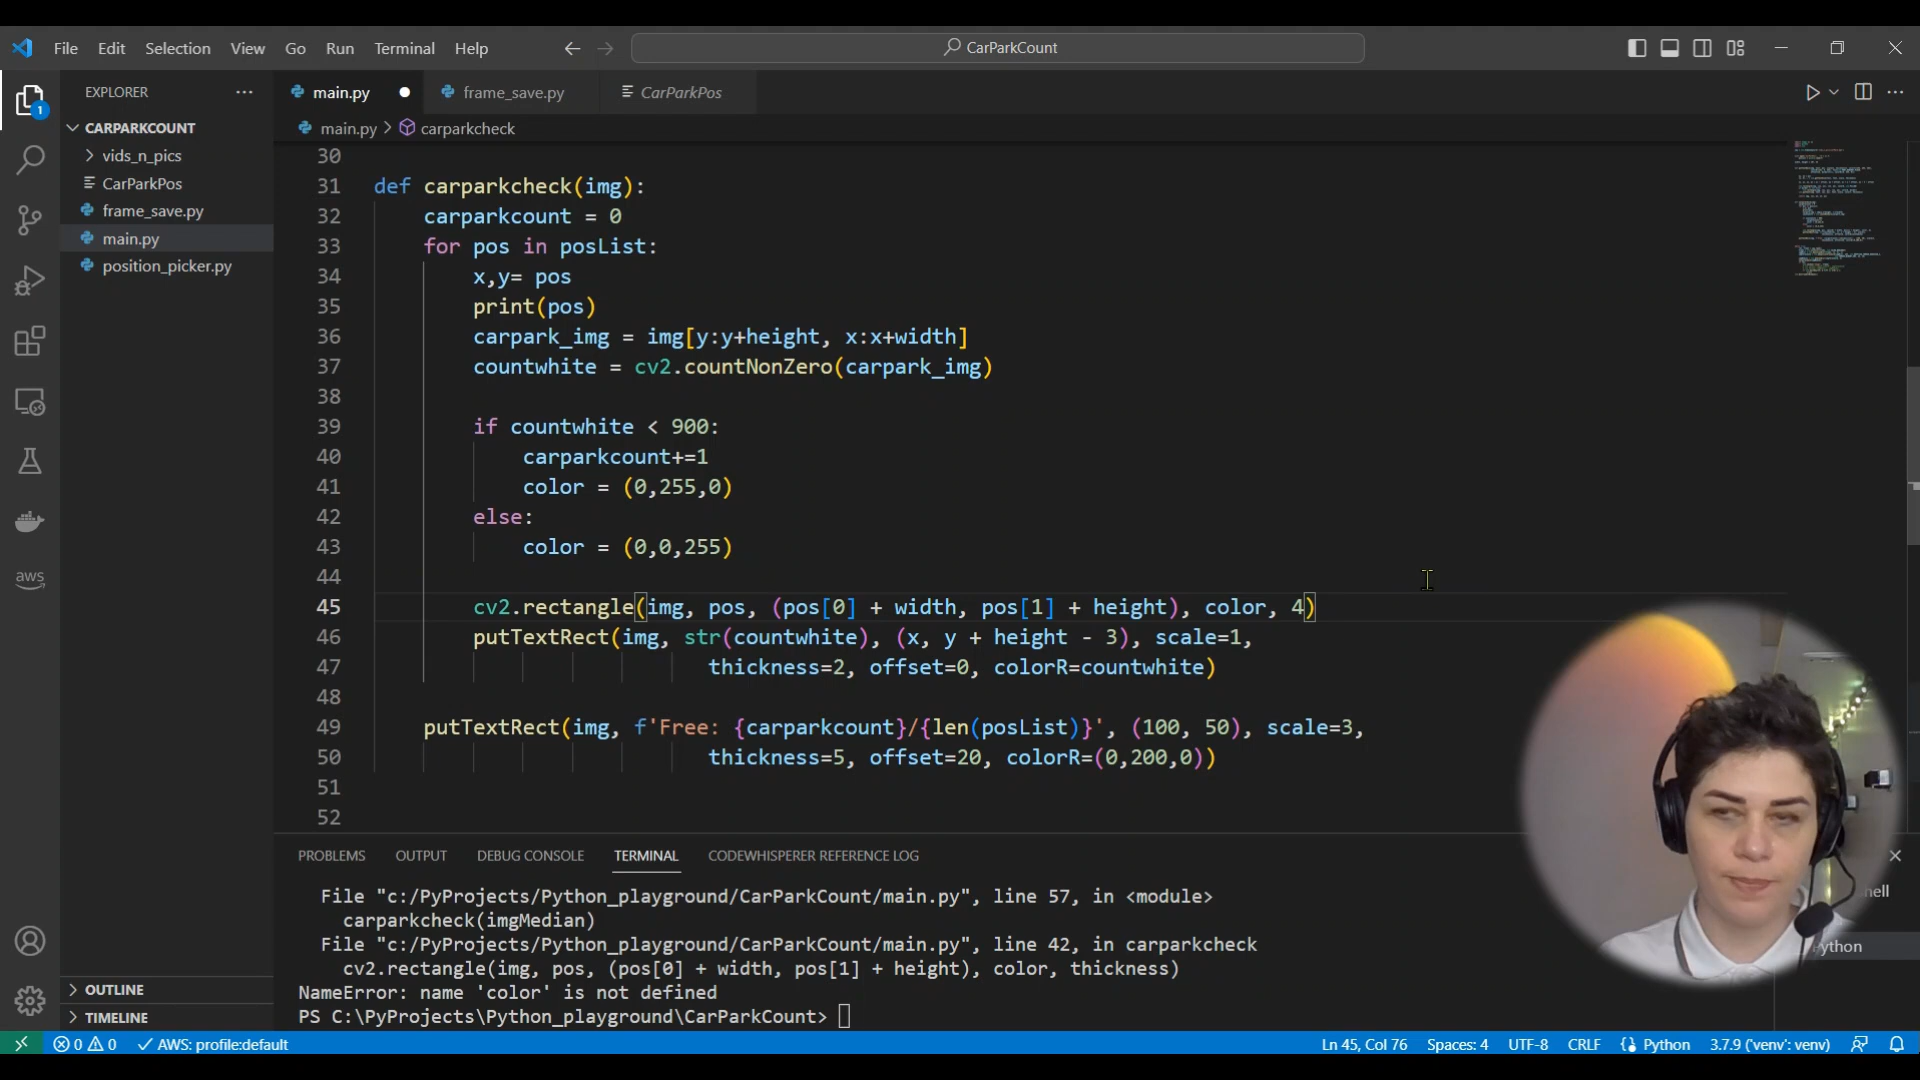 File Edit Selection View Go Run Terminal Help
CarParkCount
EXPLORER
main.py
frame_save.py
CarParkPos
1
CARPARKCOUNT
main.py > carparkcheck
vids_n_pics
CarParkPos
frame_save.py
main.py
position_picker.py
30
31 def carparkcheck(img):
32 carparkcount = 0
33 for pos in posList:
34 x,y= pos
35 print(pos)
36 carpark_img = img[y:y+height, x:x+width]
37 countwhite = cv2.countNonZero(carpark_img)
38
39 if countwhite < 900:
40 carparkcount+=1
41 color = (0,255,0)
42 else:
43 color = (0,0,255)
44
45 cv2.rectangle(img, pos, (pos[0] + width, pos[1] + height), color, 4)
46 putTextRect(img, str(countwhite), (x, y + height - 3), scale=1,
47 thickness=2, offset=0, colorR=countwhite)
48
49 putTextRect(img, f'Free: {carparkcount}/{len(posList)}', (100, 50), scale=3,
50 thickness=5, offset=20, colorR=(0,200,0))
51
52
aws
PROBLEMS OUTPUT DEBUG CONSOLE TERMINAL CODEWHISPERER REFERENCE LOG
File "c:/PyProjects/Python_playground/CarParkCount/main.py", line 57, in <module>
carparkcheck(imgMedian)
File "c:/PyProjects/Python_playground/CarParkCount/main.py", line 42, in carparkcheck
cv2.rectangle(img, pos, (pos[0] + width, pos[1] + height), color, thickness)
NameError: name 'color' is not defined
PS C:\PyProjects\Python_playground\CarParkCount>
hell
ython
OUTLINE
TIMELINE
0 0 AWS: profile:default
Ln 45, Col 76 Spaces: 4 UTF-8 CRLF Python 3.7.9 ('venv': venv)